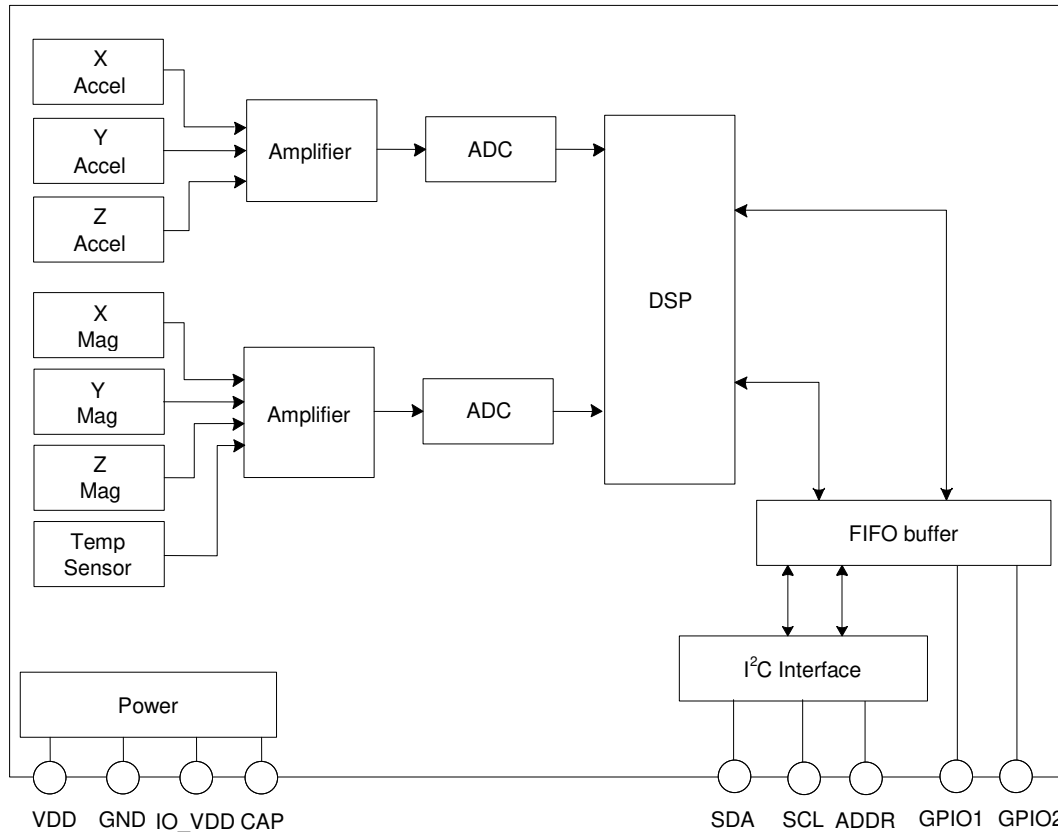 X
Accel
Y
Accel
Z
Accel
Amplifier
ADC
DSP
X
Mag
Y
Mag
Z
Mag
Temp
Sensor
Amplifier
ADC
FIFO buffer
I²C Interface
Power
VDD
GND
IO_VDD
CAP
SDA
SCL
ADDR
GPIO1
GPIO2